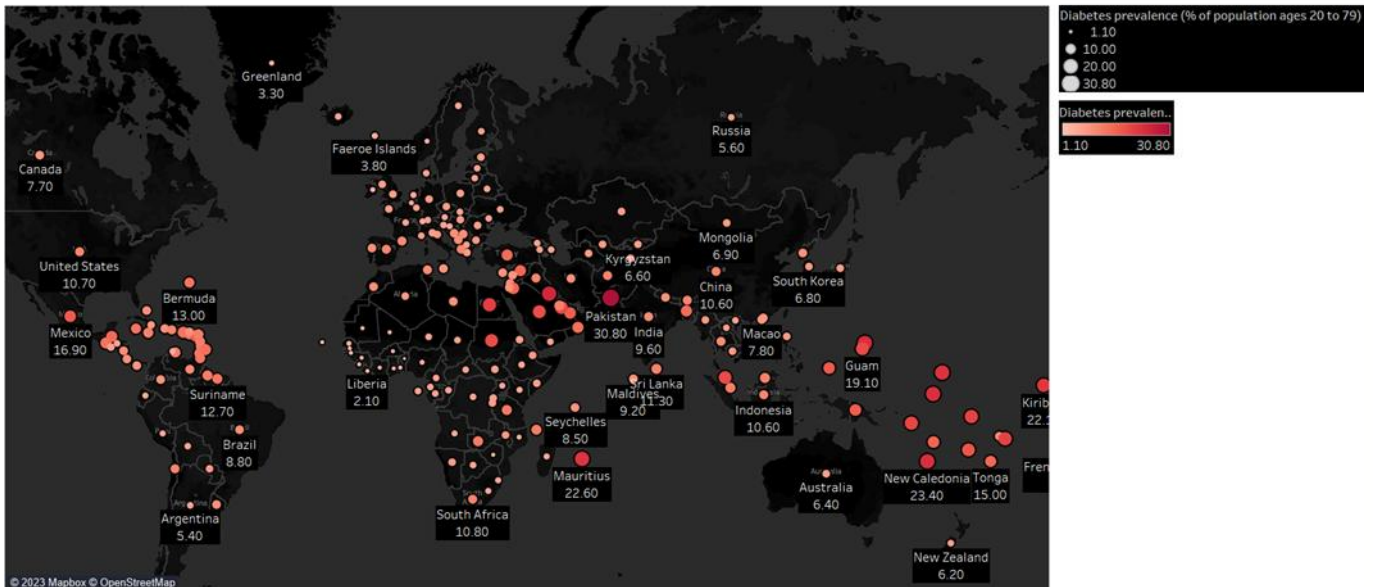 Diabetes prevalence (% of population ages 20 to 79)
1.10
10.00
20.00
30.80
Diabetes prevalen..
1.10 30.80
Greenland
3.30
Russia
5.60
Faeroe Islands
3.80
Canada
7.70
Mongolia
6.90
Kyrgyzstan
6.60
United States
10.70
South Korea
6.80
China
10.60
Bermuda
13.00
Pakistan
30.80
Mexico
16.90
India
9.60
Macao
7.80
Guam
19.10
Liberia
2.10
Suriname
12.70
Maldives
9.20
Sri Lanka
11.30
Indonesia
10.60
Kirib
Seychelles
8.50
Brazil
8.80
Mauritius
22.60
Australia
6.40
New Caledonia
23.40
Tonga
15.00
Fren
South Africa
10.80
Argentina
5.40
New Zealand
6.20
© 2023 Mapbox © OpenStreetMap